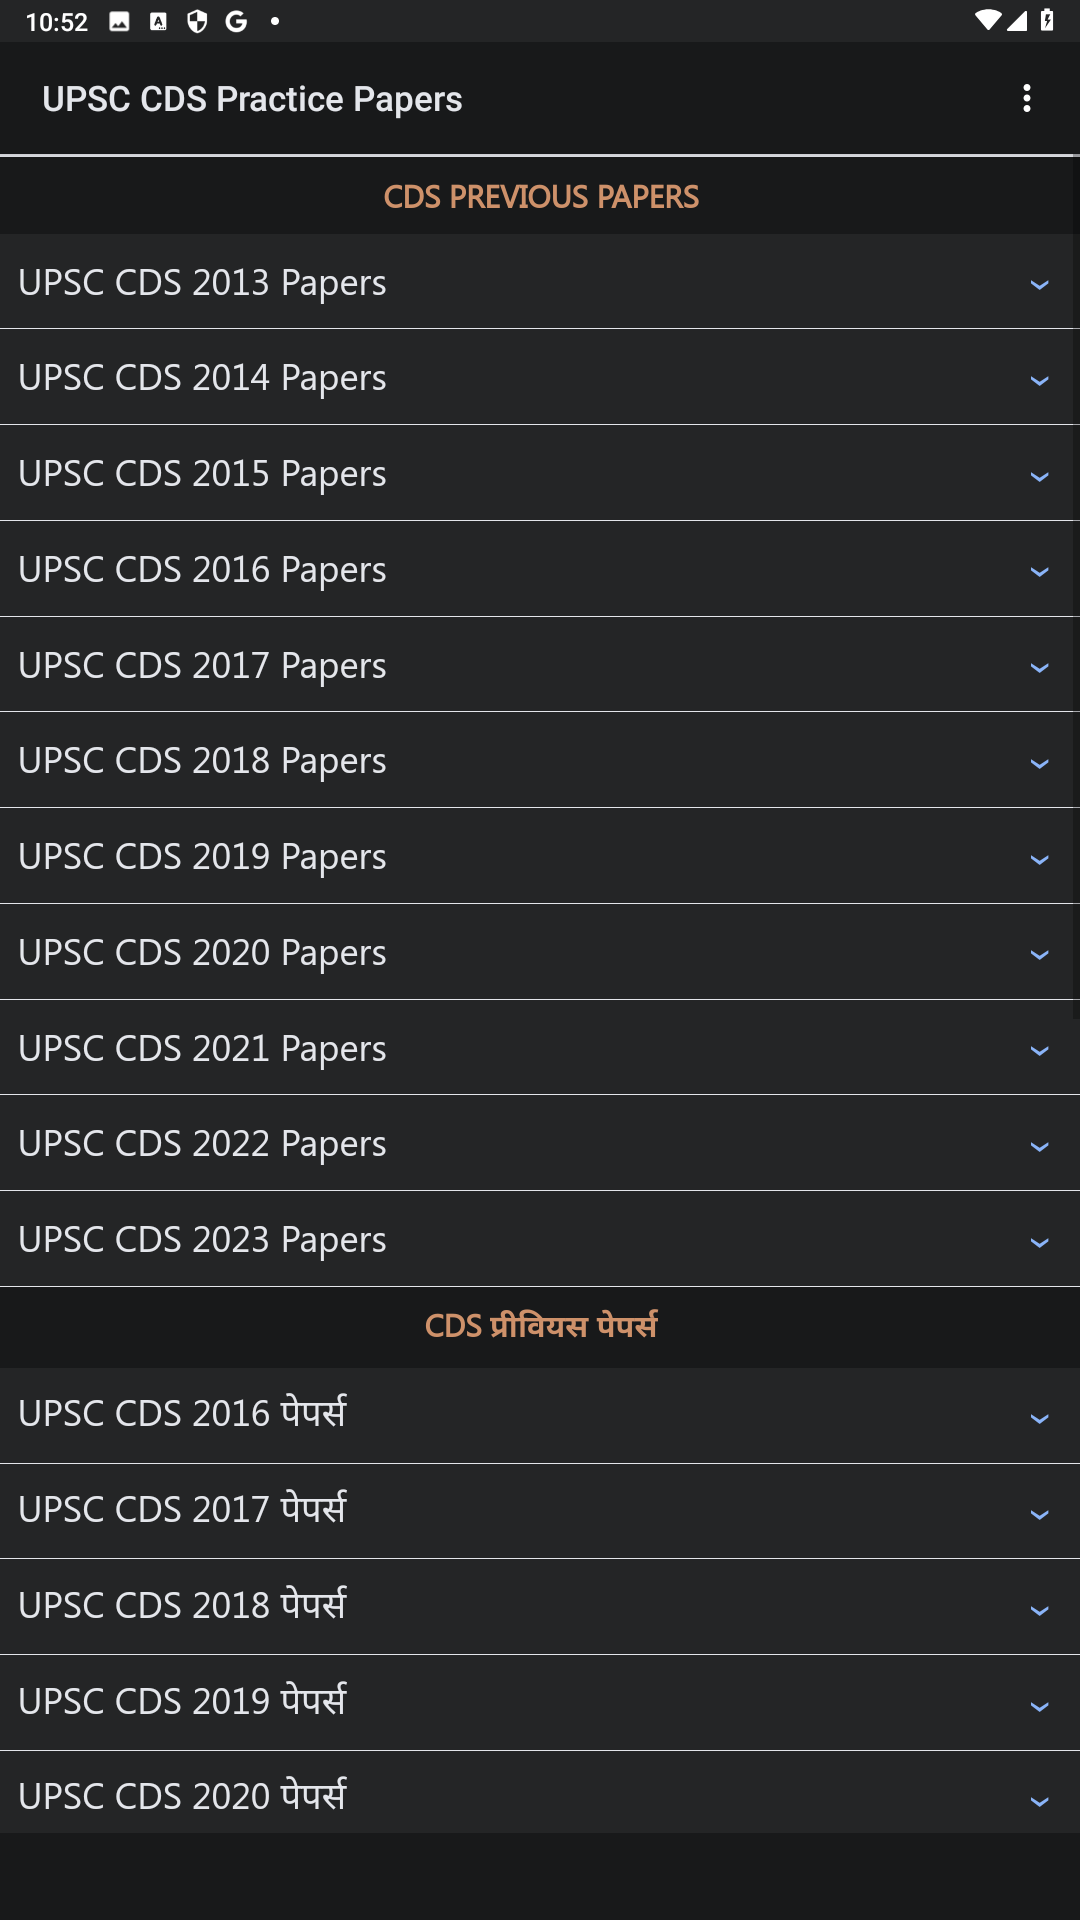 10:52
UPSC CDS Practice Papers
CDS PREVIOUS PAPERS
UPSC CDS 2013 Papers
UPSC CDS 2014 Papers
UPSC CDS 2015 Papers
UPSC CDS 2016 Papers
UPSC CDS 2017 Papers
UPSC CDS 2018 Papers
UPSC CDS 2019 Papers
UPSC CDS 2020 Papers
UPSC CDS 2021 Papers
UPSC CDS 2022 Papers
UPSC CDS 2023 Papers
CDS प्रीवियस पेपर्स
UPSC CDS 2016 पेपर्स
UPSC CDS 2017 पेपर्स
UPSC CDS 2018 पेपर्स
UPSC CDS 2019 पेपर्स
UPSC CDS 2020 पेपर्स